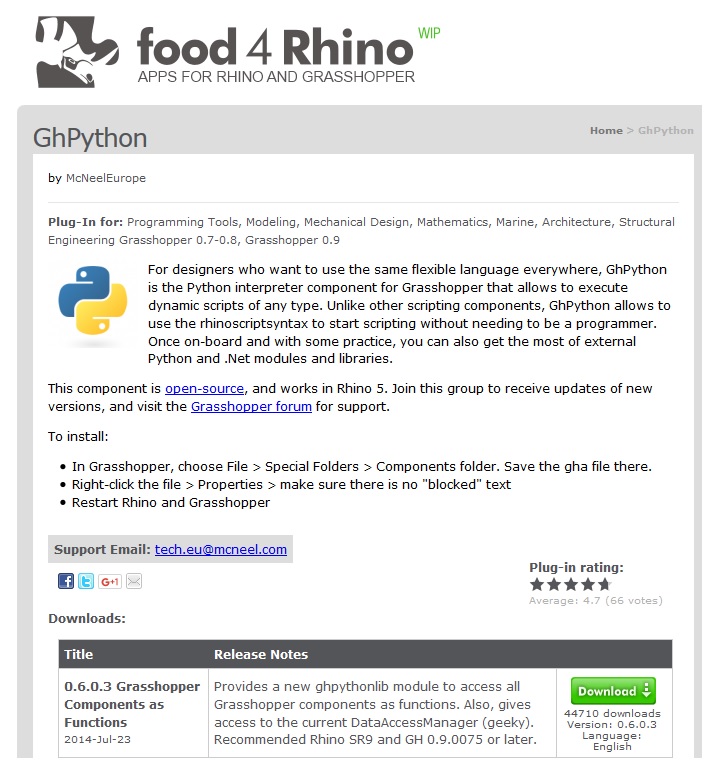 food 4 Rhino WIP
APPS FOR RHINO AND GRASSHOPPER
GhPython
Home > GhPython
by McNeelEurope
Plug-In for: Programming Tools, Modeling, Mechanical Design, Mathematics, Marine, Architecture, Structural
Engineering Grasshopper 0.7-0.8, Grasshopper 0.9
For designers who want to use the same flexible language everywhere, GhPython
is the Python interpreter component for Grasshopper that allows to execute
dynamic scripts of any type. Unlike other scripting components, GhPython allows to
use the rhinoscriptsyntax to start scripting without needing to be a programmer.
Once on-board and with some practice, you can also get the most of external
Python and .Net modules and libraries.
This component is open-source, and works in Rhino 5. Join this group to receive updates of new
versions, and visit the Grasshopper forum for support.
To install:
• In Grasshopper, choose File > Special Folders > Components folder. Save the gha file there.
• Right-click the file > Properties > make sure there is no "blocked" text
• Restart Rhino and Grasshopper
Support Email: tech.eu@mcneel.com
G+1
Plug-in rating:
Average: 4.7 (66 votes)
Downloads:
Title Release Notes
0.6.0.3 Grasshopper
Components as
Functions
2014-Jul-23
Provides a new ghpythonlib module to access all
Grasshopper components as functions. Also, gives
access to the current DataAccessManager (geeky).
Recommended Rhino SR9 and GH 0.9.0075 or later.
Download
44710 downloads
Version: 0.6.0.3
Language:
English